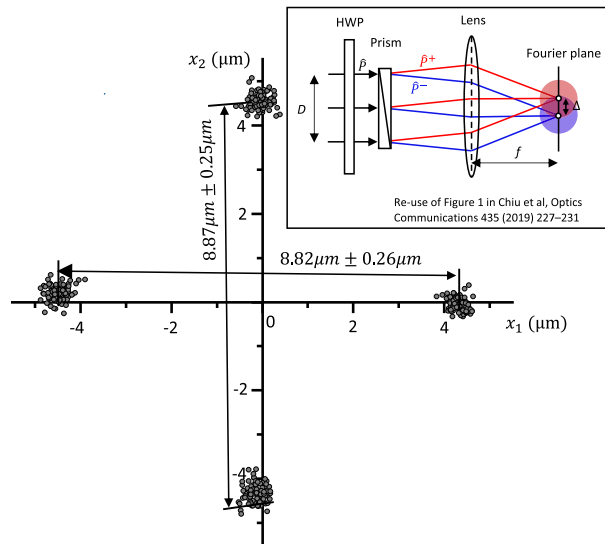 x₂ (μm)
4
2
-2
-4
-4
-2
0
2
4
x₁ (μm)
8.87μm ± 0.25μm
8.82μm ± 0.26μm
HWP
Prism
Lens
Fourier plane
p̂
p̂⁺
p̂⁻
D
Δ
f
Re-use of Figure 1 in Chiu et al, Optics
Communications 435 (2019) 227–231